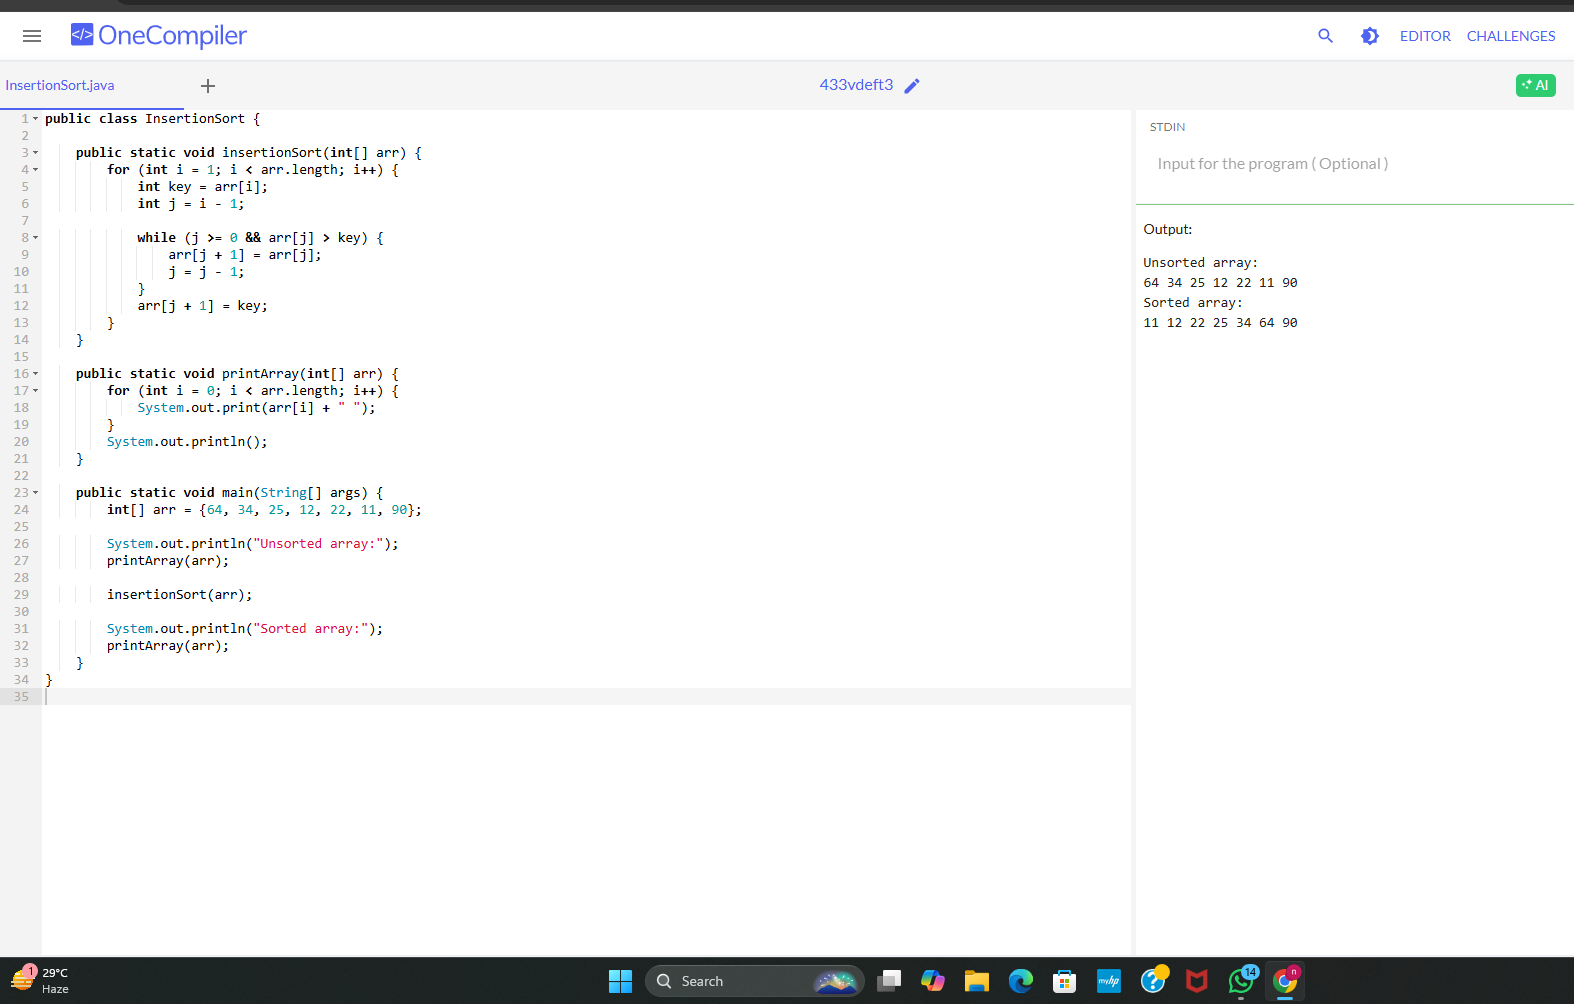 </> OneCompiler
EDITOR CHALLENGES
InsertionSort.java
433vdeft3
AI
1 public class InsertionSort {
2
3     public static void insertionSort(int[] arr) {
4         for (int i = 1; i < arr.length; i++) {
5             int key = arr[i];
6             int j = i - 1;
7
8             while (j >= 0 && arr[j] > key) {
9                 arr[j + 1] = arr[j];
10                 j = j - 1;
11             }
12             arr[j + 1] = key;
13         }
14     }
15
16     public static void printArray(int[] arr) {
17         for (int i = 0; i < arr.length; i++) {
18             System.out.print(arr[i] + " ");
19         }
20         System.out.println();
21     }
22
23     public static void main(String[] args) {
24         int[] arr = {64, 34, 25, 12, 22, 11, 90};
25
26         System.out.println("Unsorted array:");
27         printArray(arr);
28
29         insertionSort(arr);
30
31         System.out.println("Sorted array:");
32         printArray(arr);
33     }
34 }
35
STDIN
Input for the program ( Optional )
Output:
Unsorted array:
64 34 25 12 22 11 90
Sorted array:
11 12 22 25 34 64 90
1
29°C
Haze
Search
myhp
?
14
n